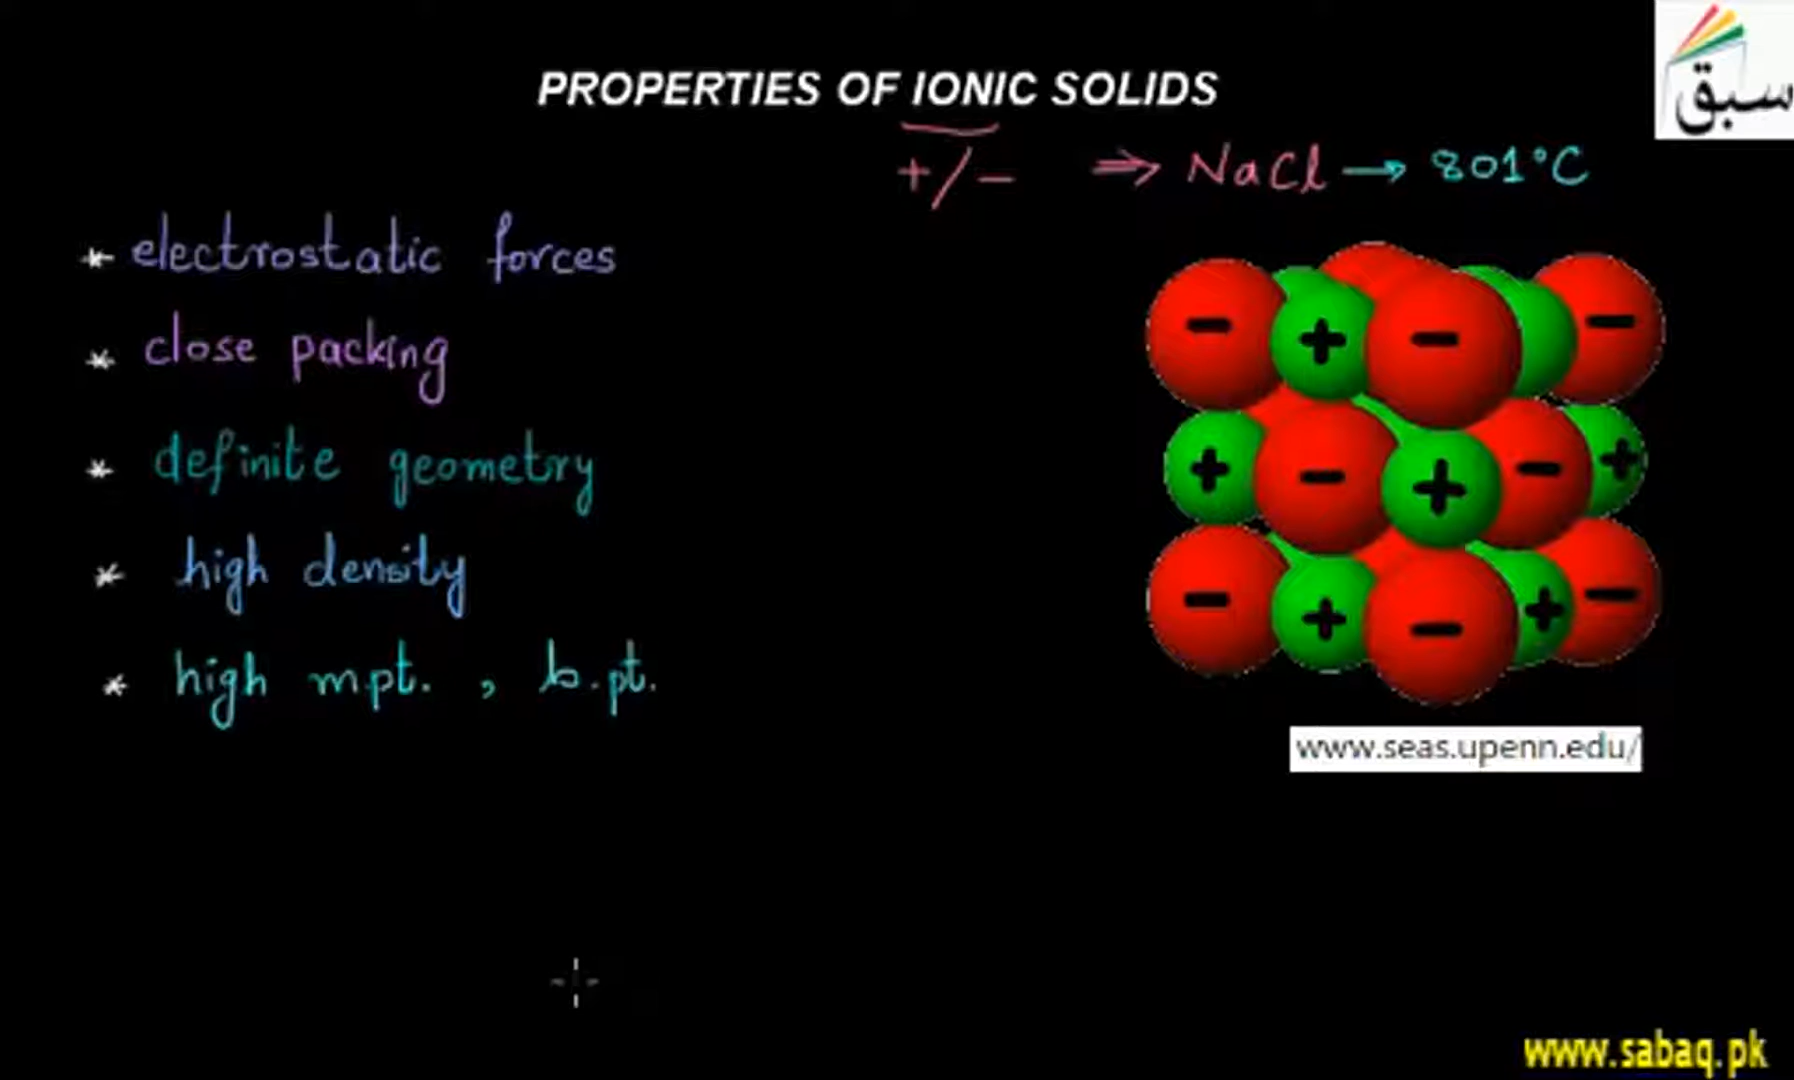 سبق
PROPERTIES OF IONIC SOLIDS
+/- ⇒ NaCl → 801°C
* electrostatic forces
* close packing
* definite geometry
* high density
* high m.pt. , b.pt.
- + - -
+ - + - +
- + - + -
www.seas.upenn.edu/
www.sabaq.pk